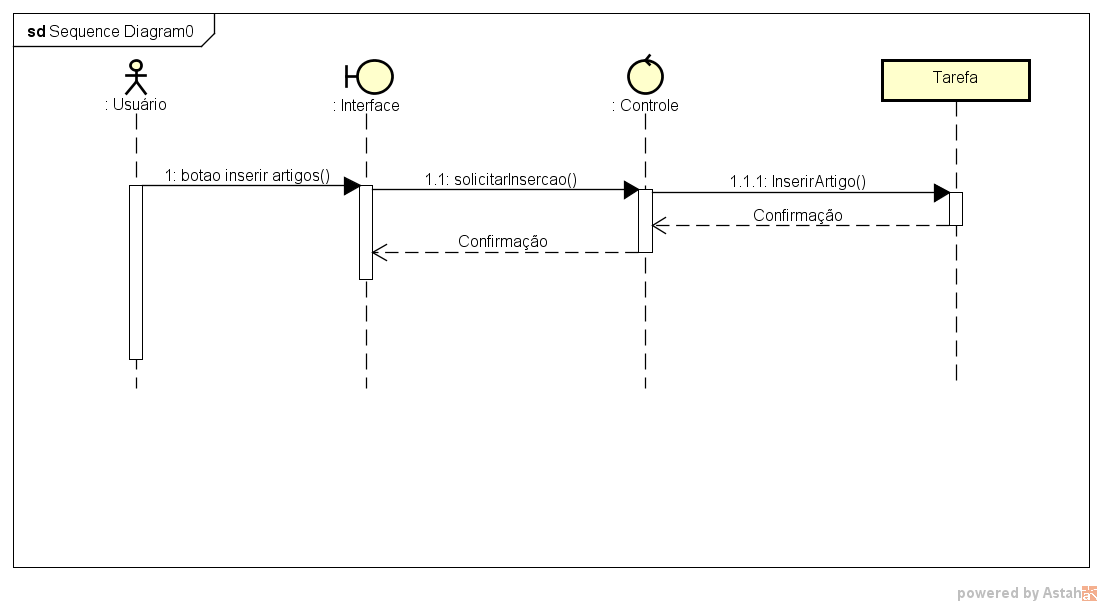 sd Sequence Diagram0
: Usuário
: Interface
: Controle
Tarefa
1: botao inserir artigos()
1.1: solicitarInsercao()
1.1.1: InserirArtigo()
Confirmação
Confirmação
powered by Astah